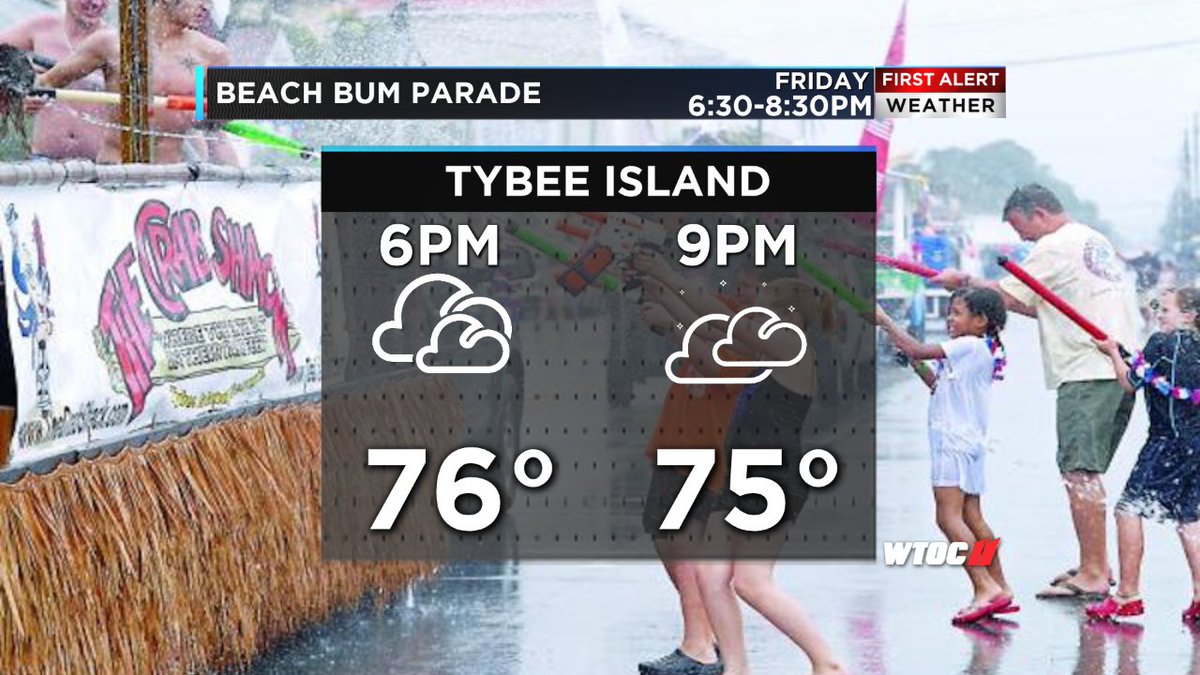 BEACH BUM PARADE
FRIDAY
6:30-8:30PM
FIRST ALERT
WEATHER
TYBEE ISLAND
6PM
9PM
76°
75°
THE CRAB SHACK
WTOC 11